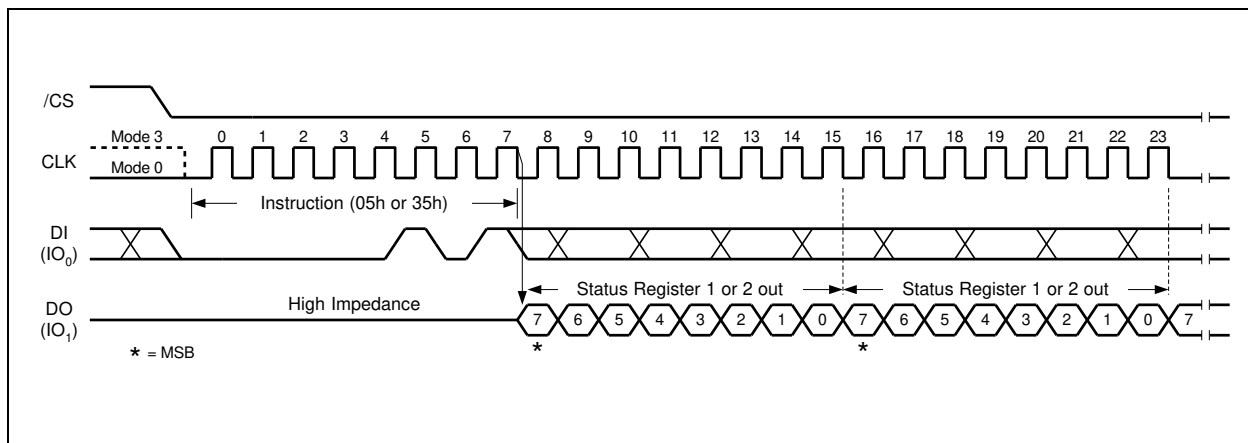 /CS
Mode 3
0 1 2 3 4 5 6 7 8 9 10 11 12 13 14 15 16 17 18 19 20 21 22 23
CLK
Mode 0
Instruction (05h or 35h)
DI
(IO0)
Status Register 1 or 2 out Status Register 1 or 2 out
High Impedance
DO
(IO1)
7 6 5 4 3 2 1 0 7 6 5 4 3 2 1 0 7
* *
* = MSB